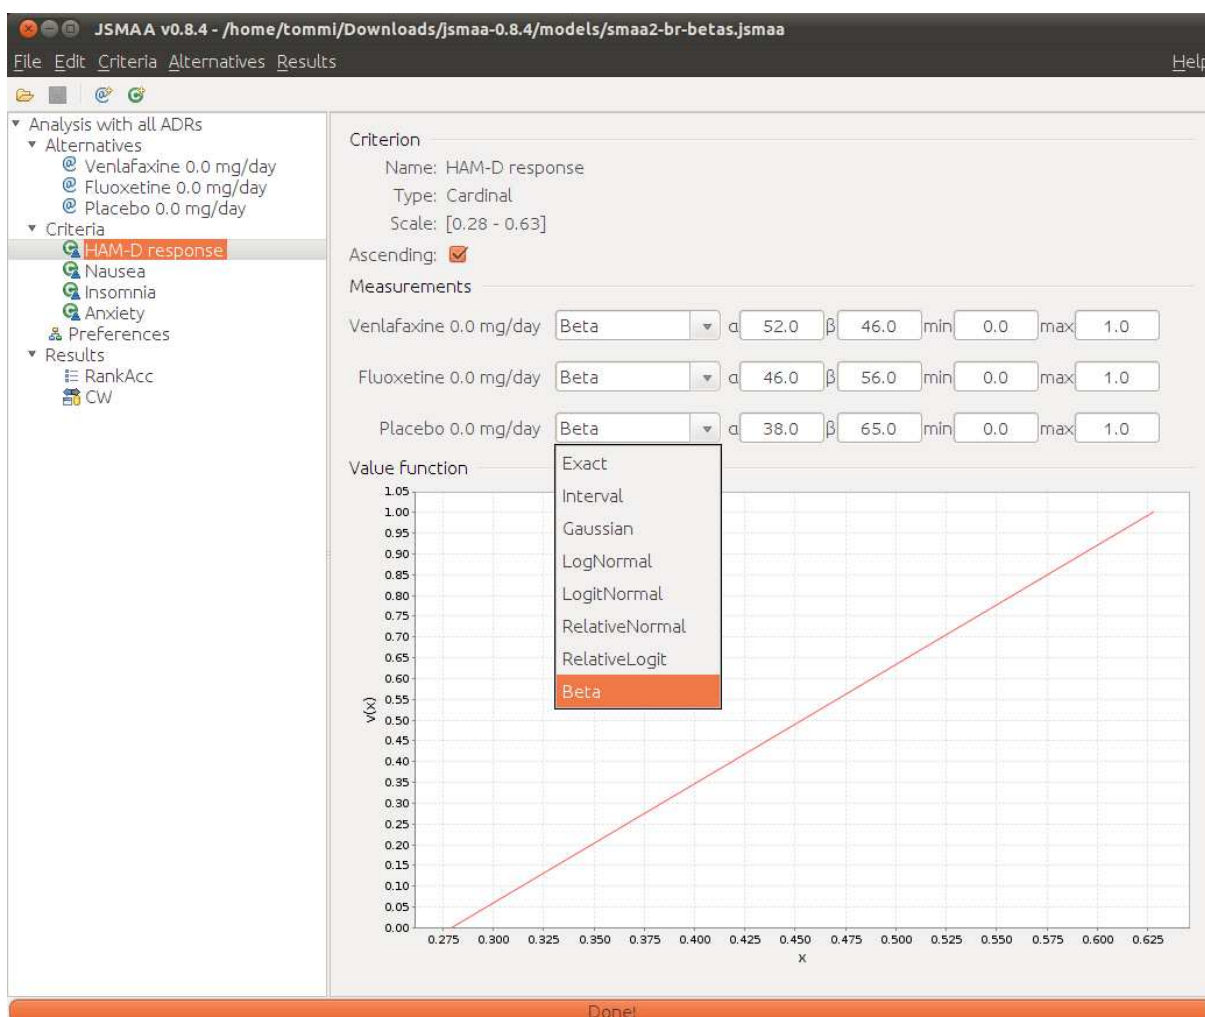 JSMAA v0.8.4 - /home/tommi/Downloads/jsmaa-0.8.4/models/smaa2-br-betas.jsmaa
File Edit Criteria Alternatives Results Help
Analysis with all ADRs
Alternatives
Venlafaxine 0.0 mg/day
Fluoxetine 0.0 mg/day
Placebo 0.0 mg/day
Criteria
HAM-D response
Nausea
Insomnia
Anxiety
Preferences
Results
RankAcc
CW
Criterion
Name: HAM-D response
Type: Cardinal
Scale: [0.28 - 0.63]
Ascending:
Measurements
Venlafaxine 0.0 mg/day Beta α 52.0 β 46.0 min 0.0 max 1.0
Fluoxetine 0.0 mg/day Beta α 46.0 β 56.0 min 0.0 max 1.0
Placebo 0.0 mg/day Beta α 38.0 β 65.0 min 0.0 max 1.0
Exact
Interval
Gaussian
LogNormal
LogitNormal
RelativeNormal
RelativeLogit
Beta
Value function
1.05
1.00
0.95
0.90
0.85
0.80
0.75
0.70
0.65
0.60
0.55
0.50
0.45
0.40
0.35
0.30
0.25
0.20
0.15
0.10
0.05
0.00
v(x)
0.275 0.300 0.325 0.350 0.375 0.400 0.425 0.450 0.475 0.500 0.525 0.550 0.575 0.600 0.625
x
Done!